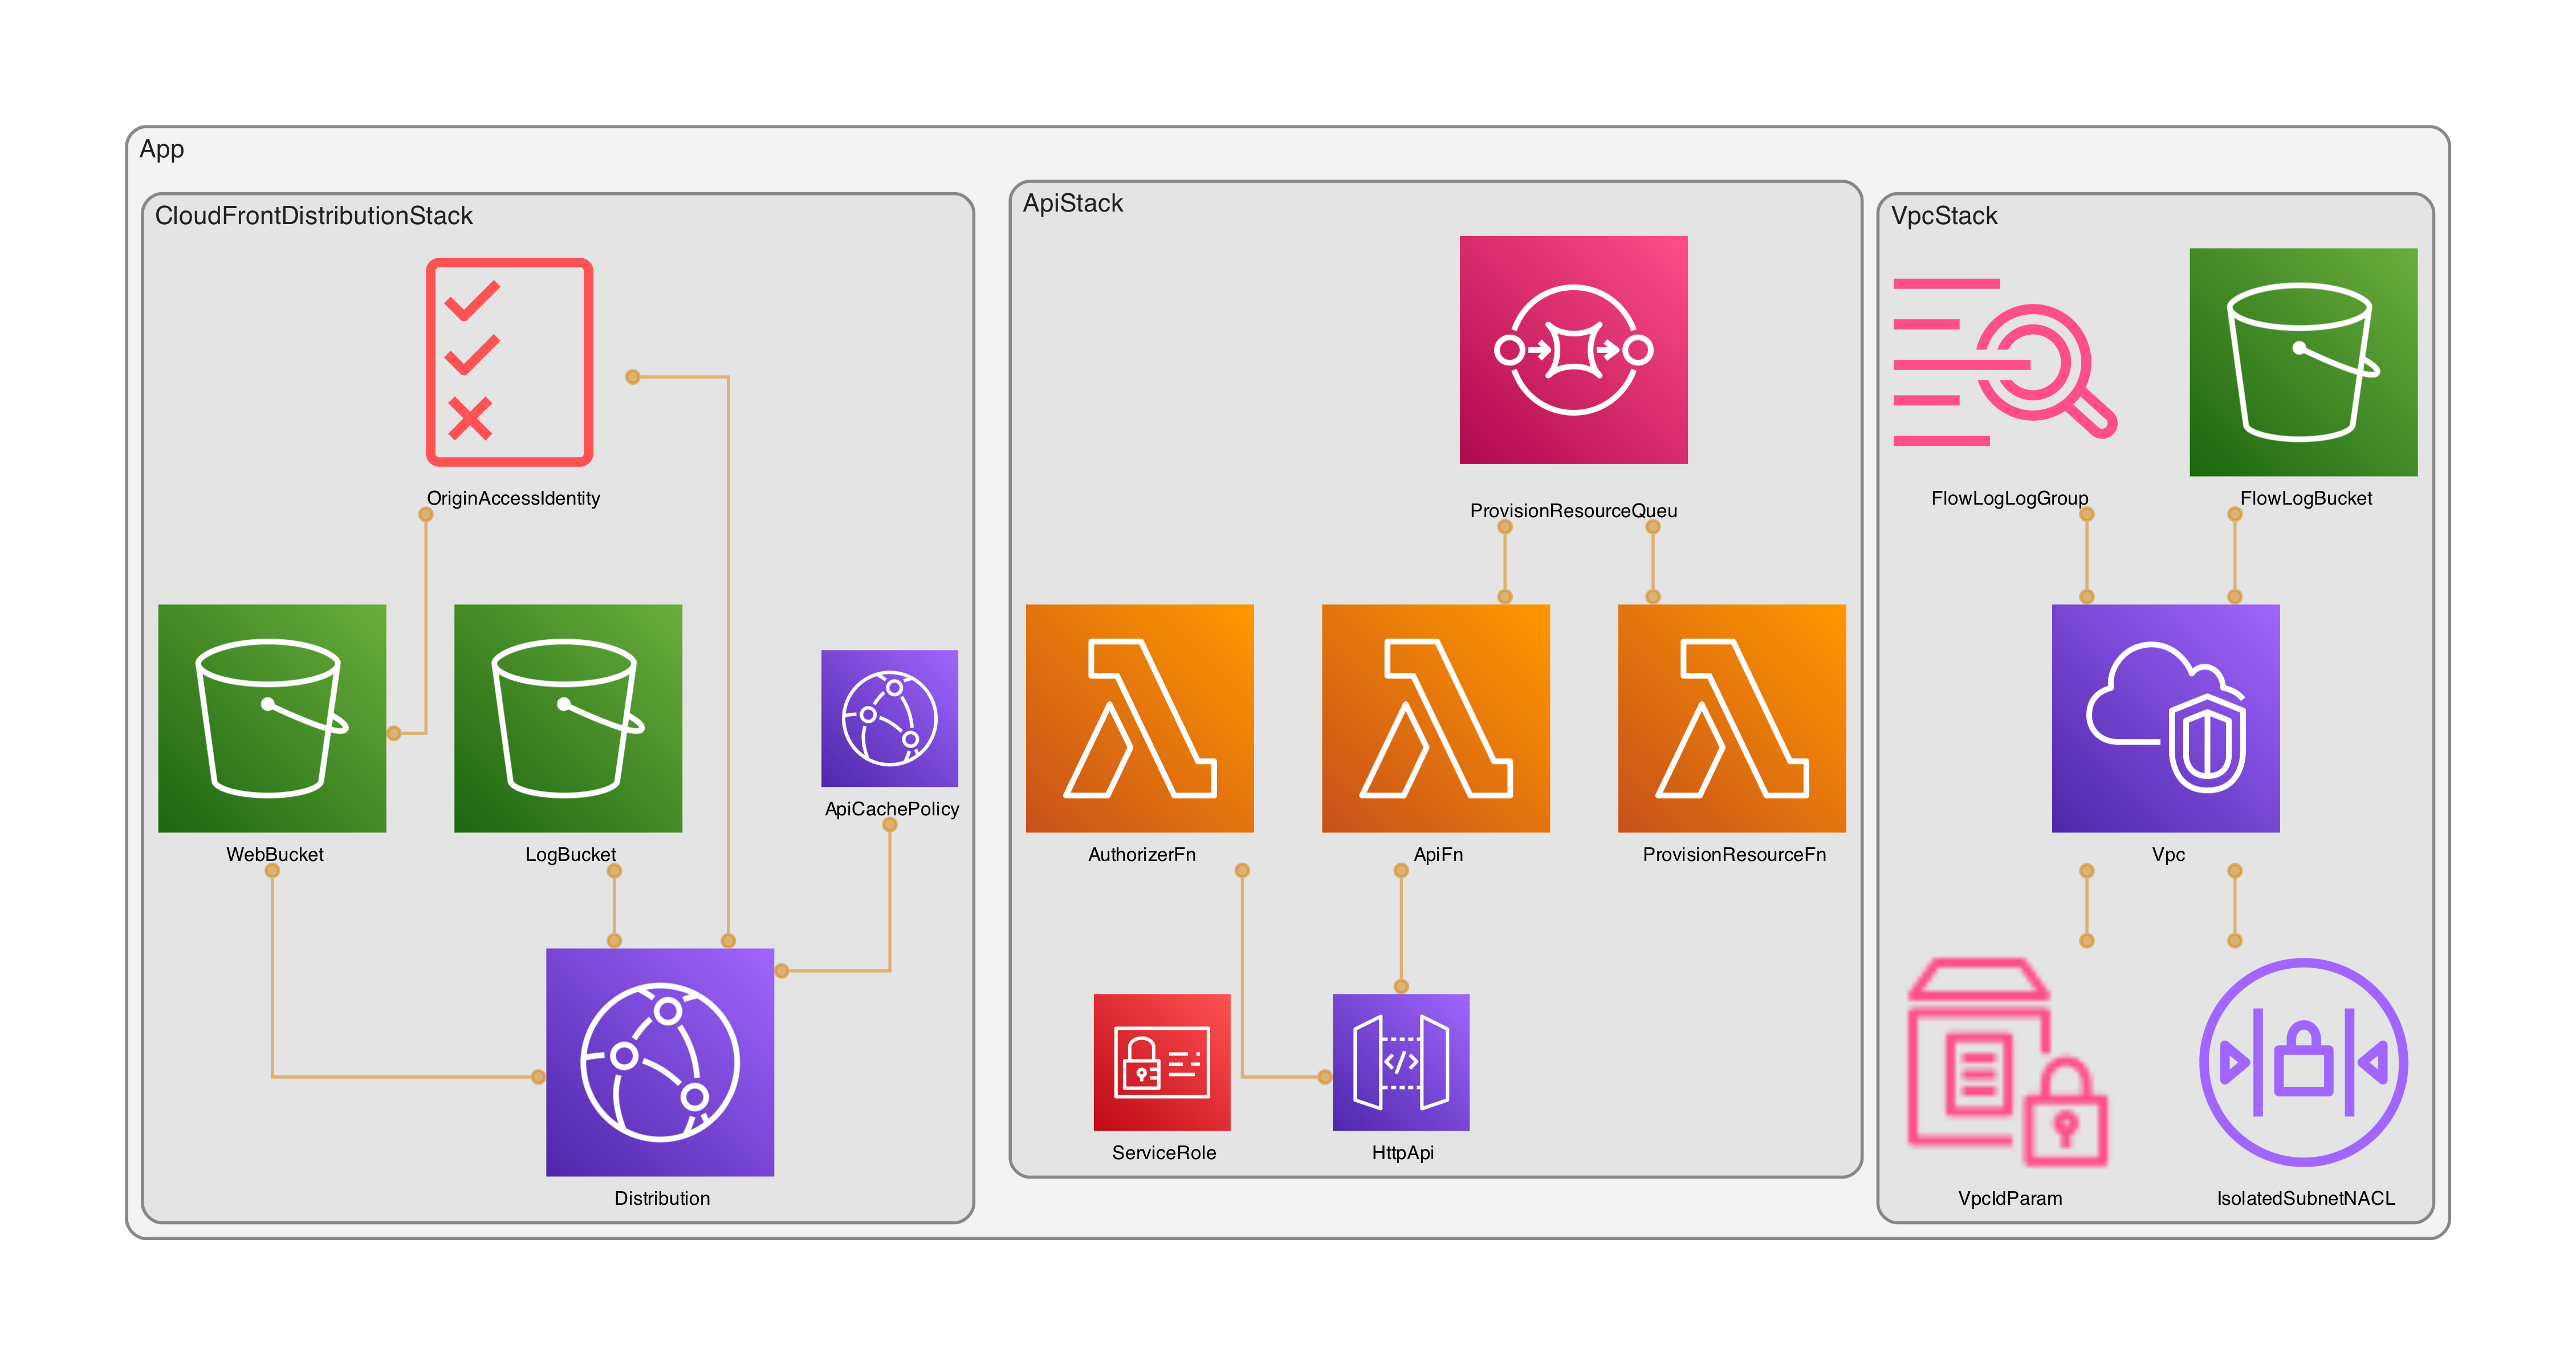 App
CloudFrontDistributionStack
OriginAccessIdentity
WebBucket
LogBucket
ApiCachePolicy
Distribution
ApiStack
ProvisionResourceQueu
AuthorizerFn
ApiFn
ProvisionResourceFn
ServiceRole
HttpApi
VpcStack
FlowLogLogGroup
FlowLogBucket
Vpc
VpcIdParam
IsolatedSubnetNACL